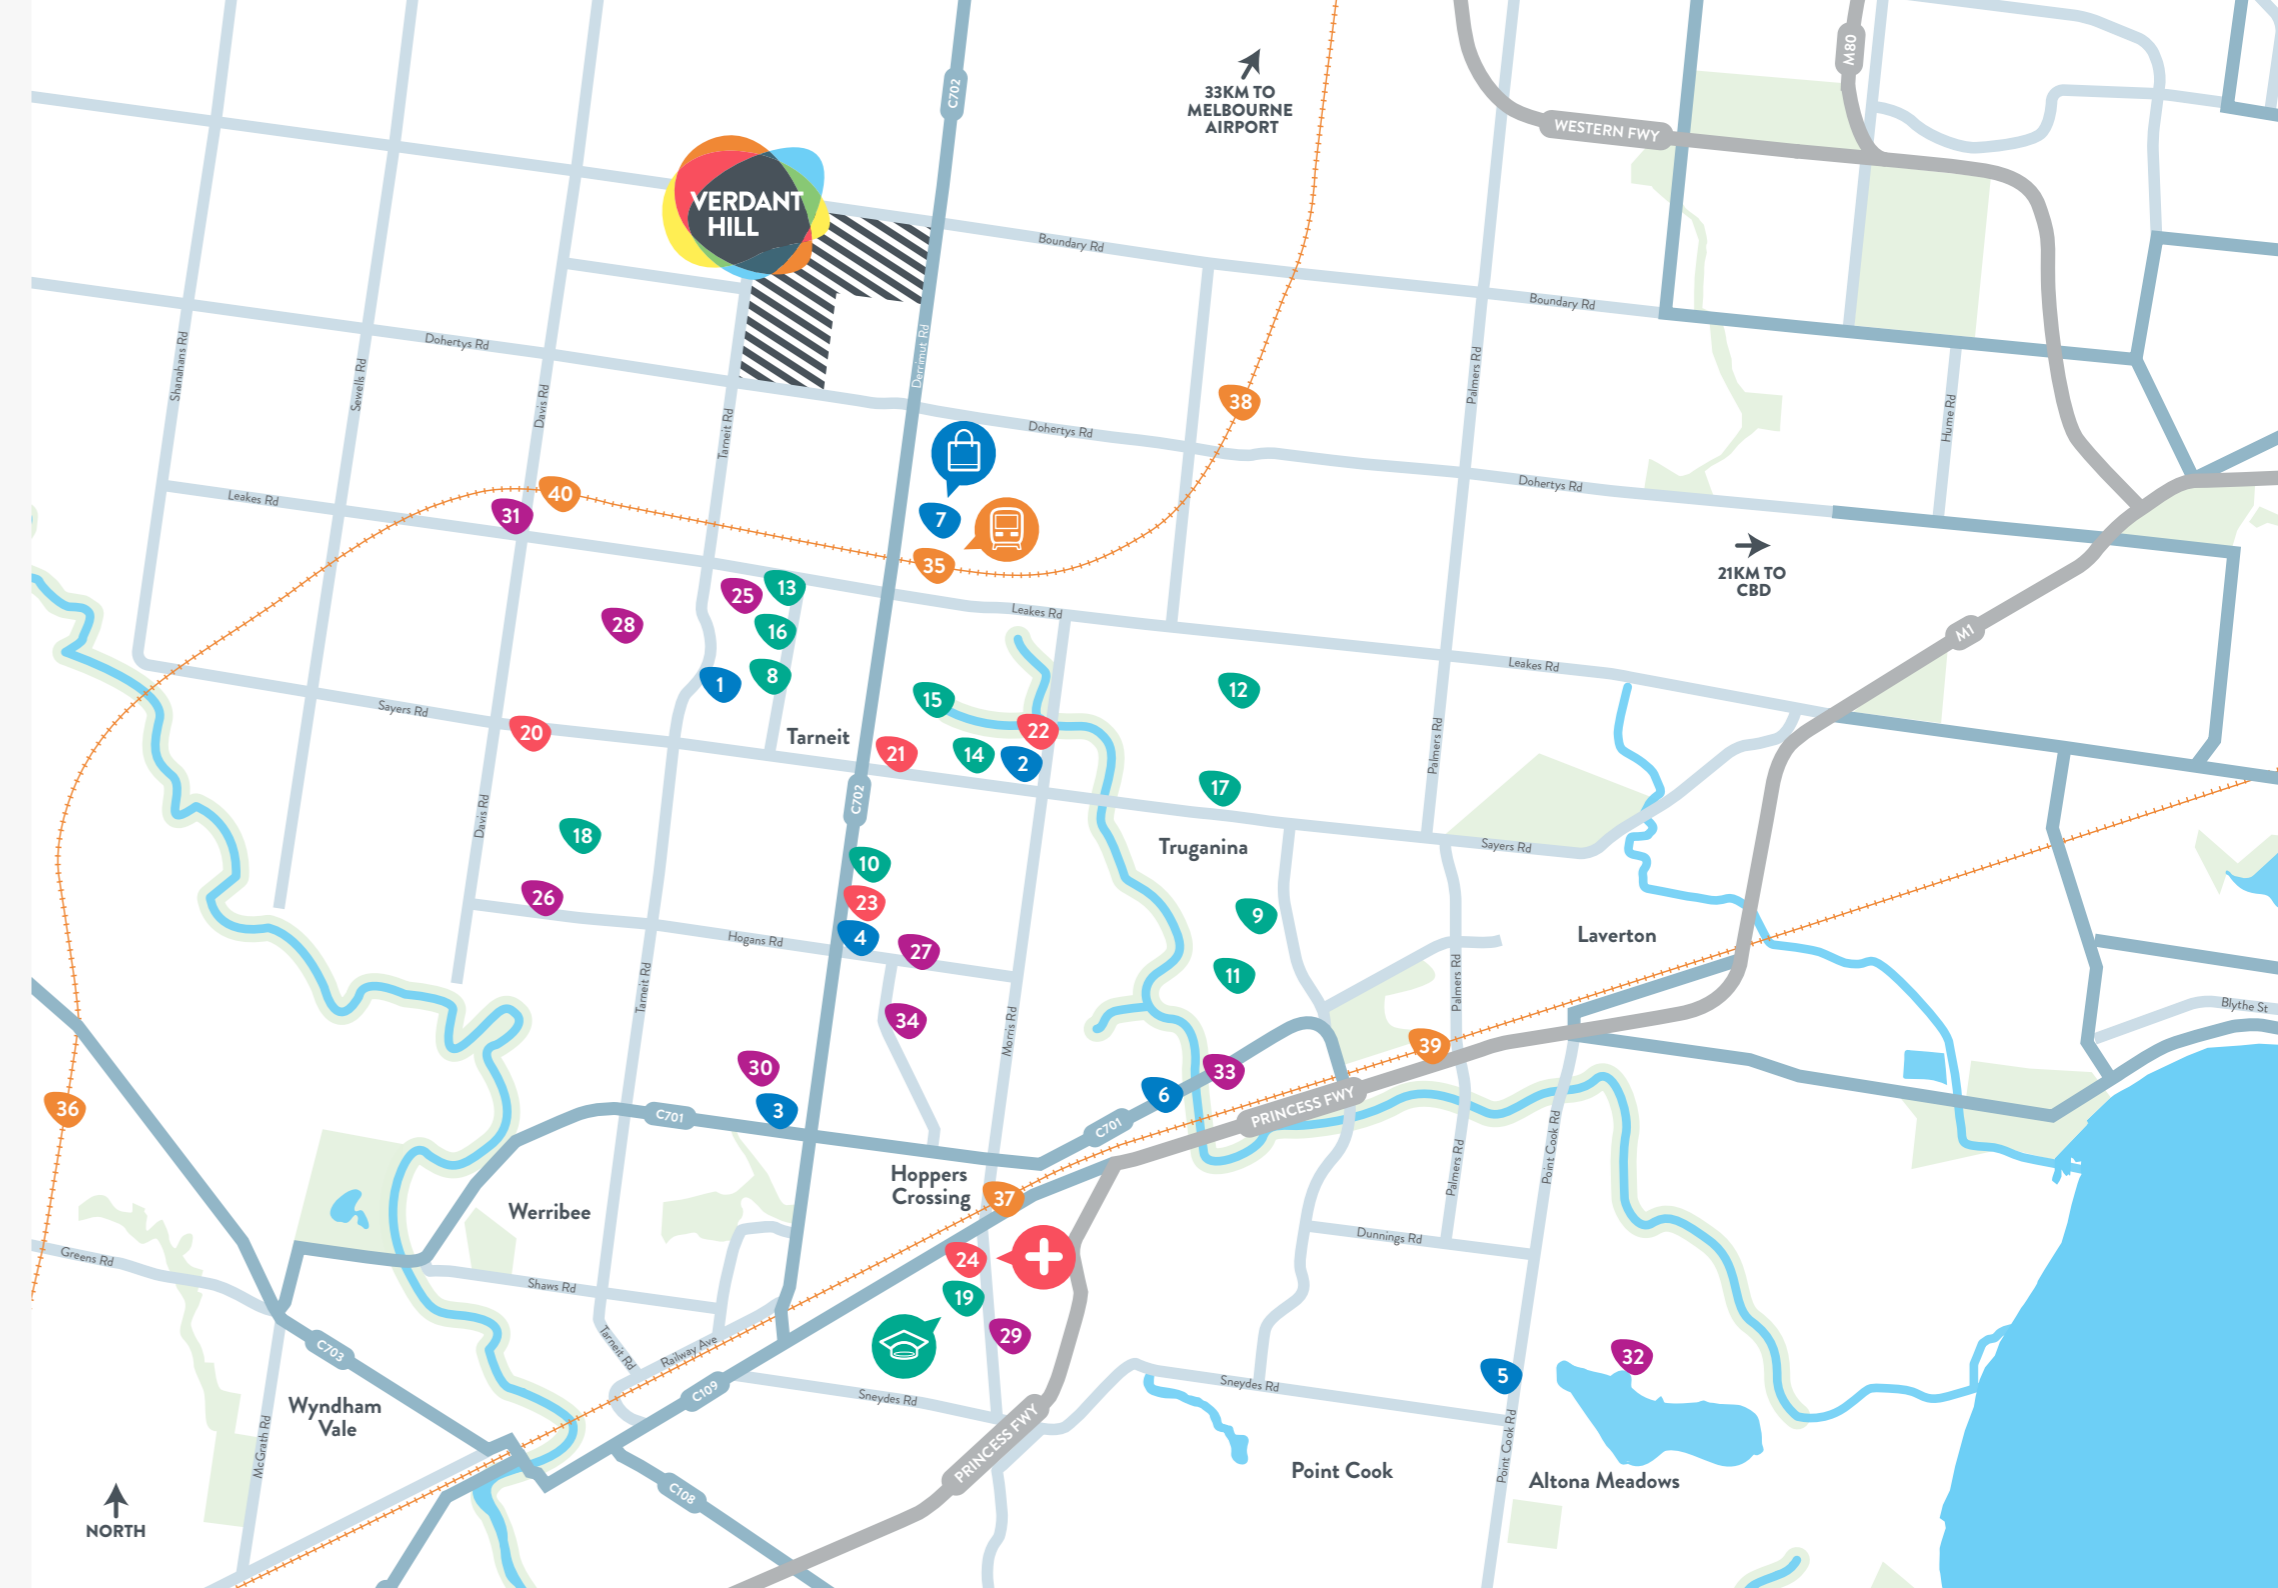 M80
C702
33KM TO
MELBOURNE
AIRPORT
WESTERN FWY
VERDANT
HILL
Boundary Rd
Boundary Rd
Dohertys Rd
Shanahans Rd
Sewells Rd
Davis Rd
Tarneit Rd
Derrimut Rd
Palmers Rd
Hume Rd
38
Dohertys Rd
Dohertys Rd
Leakes Rd
40
31
7
35
21KM TO
CBD
25
13
28
16
Leakes Rd
M1
1
8
15
12
Leakes Rd
Sayers Rd
20
Tarneit
21
14
22
2
Palmers Rd
17
C702
Davis Rd
18
Truganina
Sayers Rd
10
26
23
9
4
27
Hogans Rd
Laverton
11
Tarneit Rd
34
Morris Rd
Palmers Rd
Blythe St
39
30
33
6
3
36
C701
C701
PRINCESS FWY
Point Cook Rd
Palmers Rd
Hoppers
Crossing
37
Werribee
Greens Rd
Dunnings Rd
24
Shaws Rd
19
29
Tarneit Rd
Railway Ave
C703
32
5
C109
Sneydes Rd
Sneydes Rd
Wyndham
Vale
McGrath Rd
PRINCESS FWY
Point Cook Rd
Point Cook
Altona Meadows
C108
NORTH